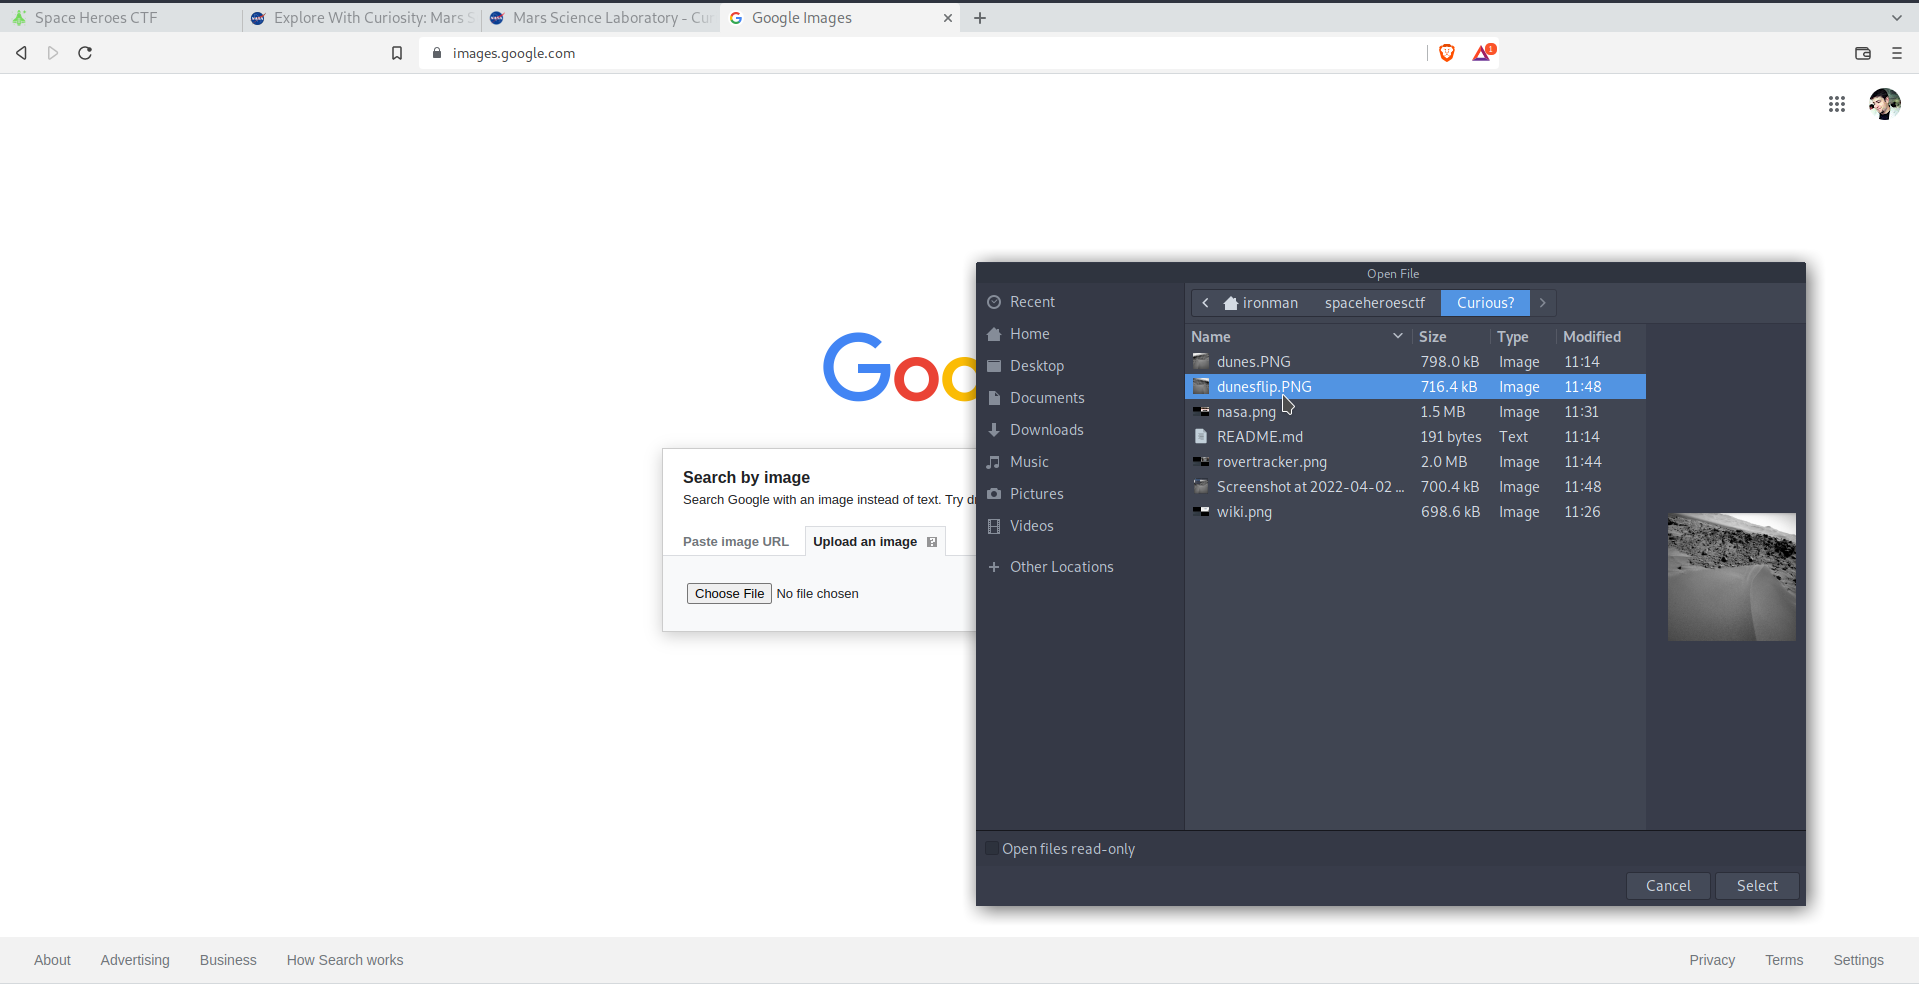 Space Heroes CTF
Explore With Curiosity: Mars S
Mars Science Laboratory - Cur
Google Images
images.google.com
1
Goo
Search by image
Search Google with an image instead of text. Try dr
Paste image URL
Upload an image
Choose File No file chosen
Open File
Recent
Home
Desktop
Documents
Downloads
Music
Pictures
Videos
Other Locations
ironman spaceheroesctf Curious?
Name Size Type Modified
dunes.PNG 798.0 kB Image 11:14
dunesflip.PNG 716.4 kB Image 11:48
nasa.png 1.5 MB Image 11:31
README.md 191 bytes Text 11:14
rovertracker.png 2.0 MB Image 11:44
Screenshot at 2022-04-02 ... 700.4 kB Image 11:48
wiki.png 698.6 kB Image 11:26
Open files read-only
Cancel Select
About Advertising Business How Search works
Privacy Terms Settings